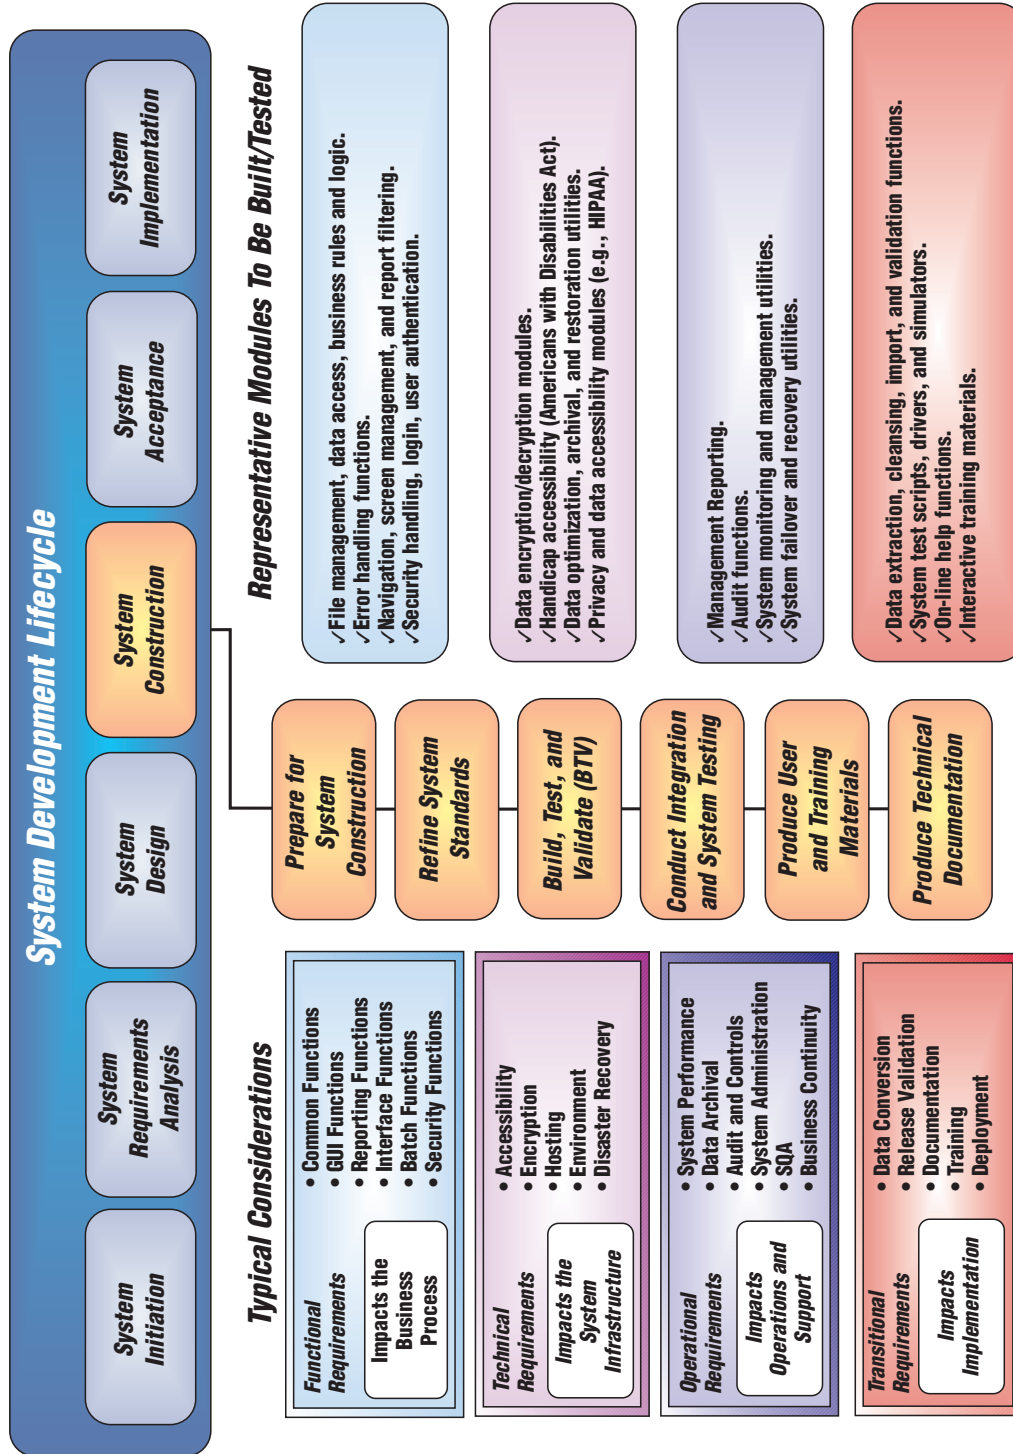 System Development Lifecycle
System
Initiation
System
Requirements
Analysis
System
Design
System
Construction
System
Acceptance
System
Implementation
Typical Considerations
Functional
Requirements
Impacts the
Business
Process
• Common Functions
• GUI Functions
• Reporting Functions
• Interface Functions
• Batch Functions
• Security Functions
Technical
Requirements
Impacts the
System
Infrastructure
• Accessibility
• Encryption
• Hosting
• Environment
• Disaster Recovery
Operational
Requirements
Impacts
Operations and
Support
• System Performance
• Data Archival
• Audit and Controls
• System Administration
• SQA
• Business Continuity
Transitional
Requirements
Impacts
Implementation
• Data Conversion
• Release Validation
• Documentation
• Training
• Deployment
Prepare for
System
Construction
Refine System
Standards
Build, Test, and
Validate (BTV)
Conduct Integration
and System Testing
Produce User
and Training
Materials
Produce Technical
Documentation
Representative Modules To Be Built/Tested
✓File management, data access, business rules and logic.
✓Error handling functions.
✓Navigation, screen management, and report filtering.
✓Security handling, login, user authentication.
✓Data encryption/decryption modules.
✓Handicap accessibility (Americans with Disabilities Act).
✓Data optimization, archival, and restoration utilities.
✓Privacy and data accessibility modules (e.g., HIPAA).
✓Management Reporting.
✓Audit functions.
✓System monitoring and management utilities.
✓System failover and recovery utilities.
✓Data extraction, cleansing, import, and validation functions.
✓System test scripts, drivers, and simulators.
✓On-line help functions.
✓Interactive training materials.